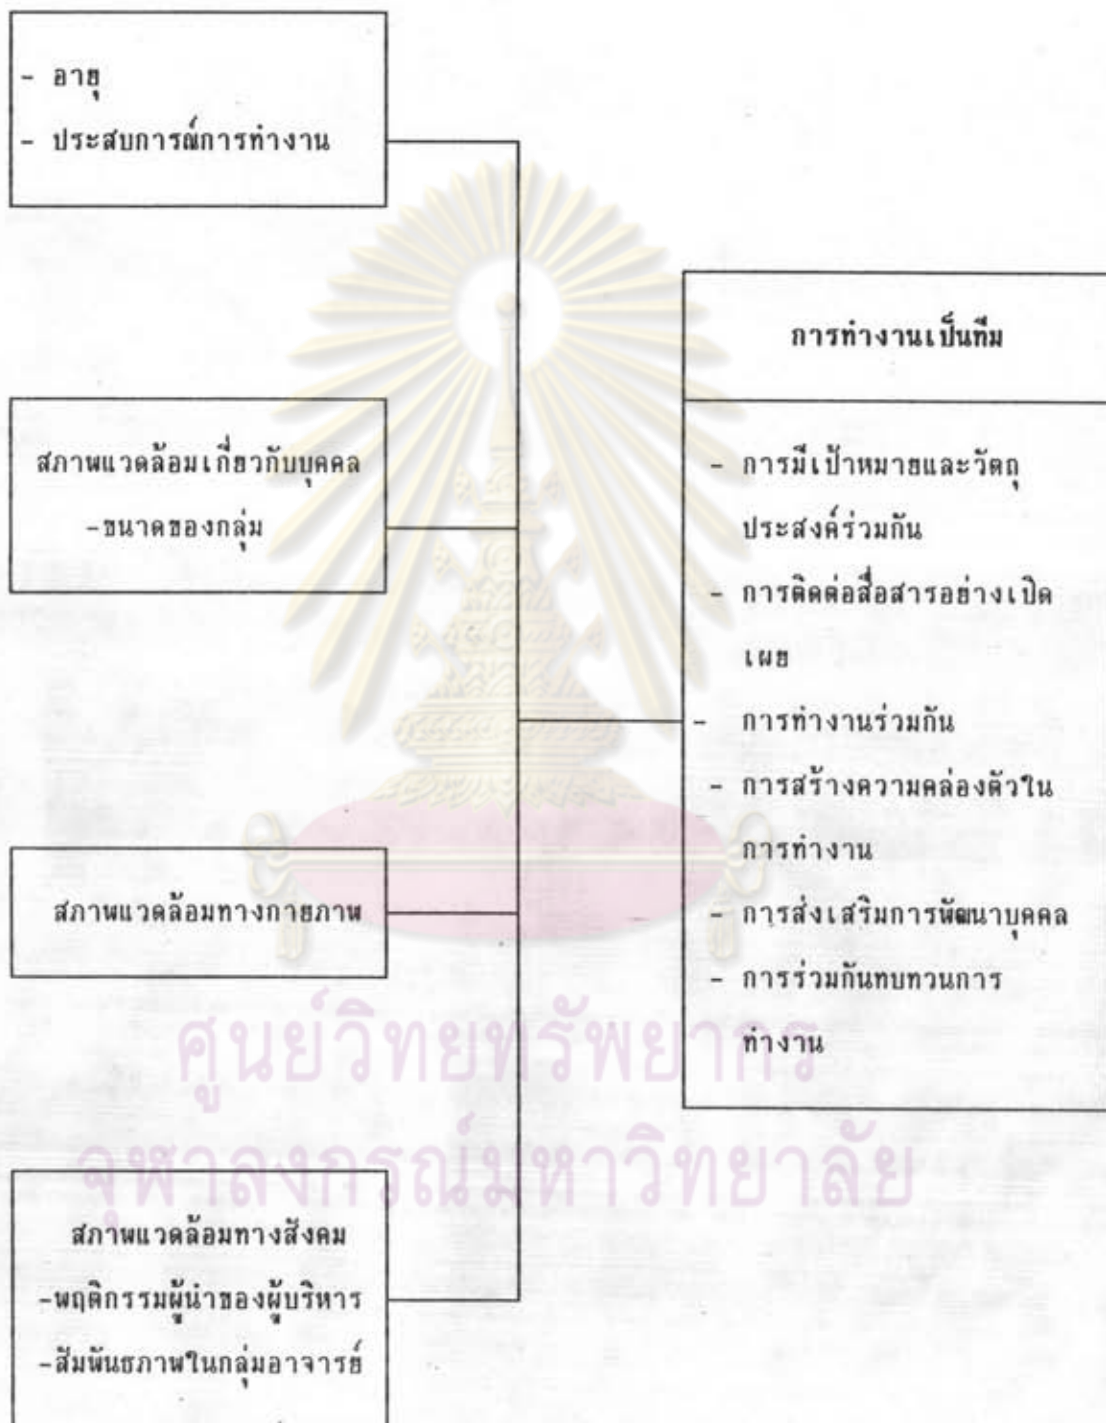 - อายุ
- ประสบการณ์การทำงาน
สภาพแวดล้อมเกี่ยวกับบุคคล
-ขนาดของกลุ่ม
สภาพแวดล้อมทางกายภาพ
สภาพแวดล้อมทางสังคม
-พฤติกรรมผู้นำของผู้บริหาร
-สัมพันธภาพในกลุ่มอาจารย์
การทำงานเป็นทีม
- การมีเป้าหมายและวัตถุ
ประสงค์ร่วมกัน
- การติดต่อสื่อสารอย่างเปิด
เผย
- การทำงานร่วมกัน
- การสร้างความคล่องตัวใน
การทำงาน
- การส่งเสริมการพัฒนาบุคคล
- การร่วมกันทบทวนการ
ทำงาน
ศูนย์วิทยทรัพยากร
จุฬาลงกรณ์มหาวิทยาลัย